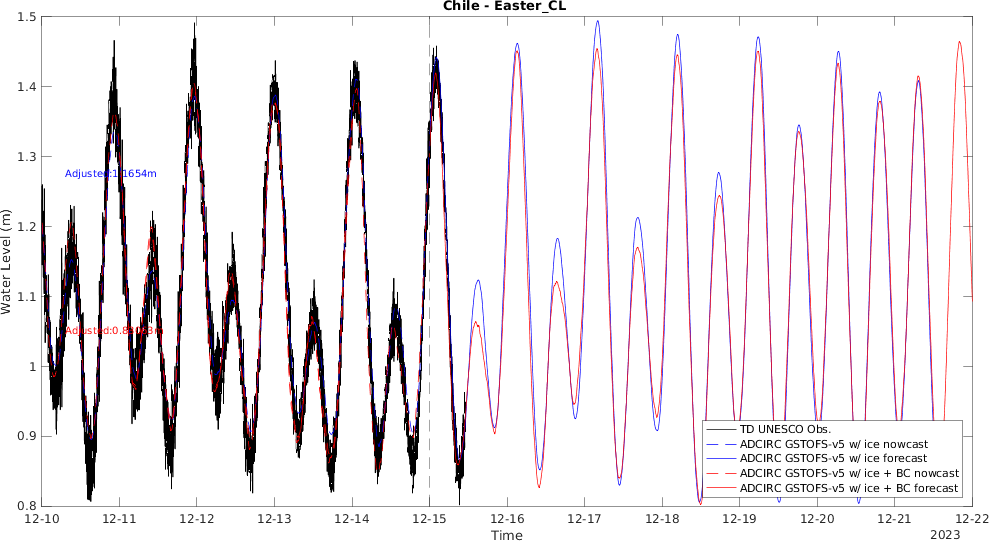 Chile - Easter_CL
1.5
1.4
1.3
1.2
1.1
1
0.9
0.8
Water Level (m)
Adjusted:1.1654m
TD UNESCO Obs.
ADCIRC GSTOFS-v5 w/ ice nowcast
ADCIRC GSTOFS-v5 w/ ice forecast
ADCIRC GSTOFS-v5 w/ ice + BC nowcast
ADCIRC GSTOFS-v5 w/ ice + BC forecast
12-10 12-11 12-12 12-13 12-14 12-15 12-16 12-17 12-18 12-19 12-20 12-21 12-22
Time
2023